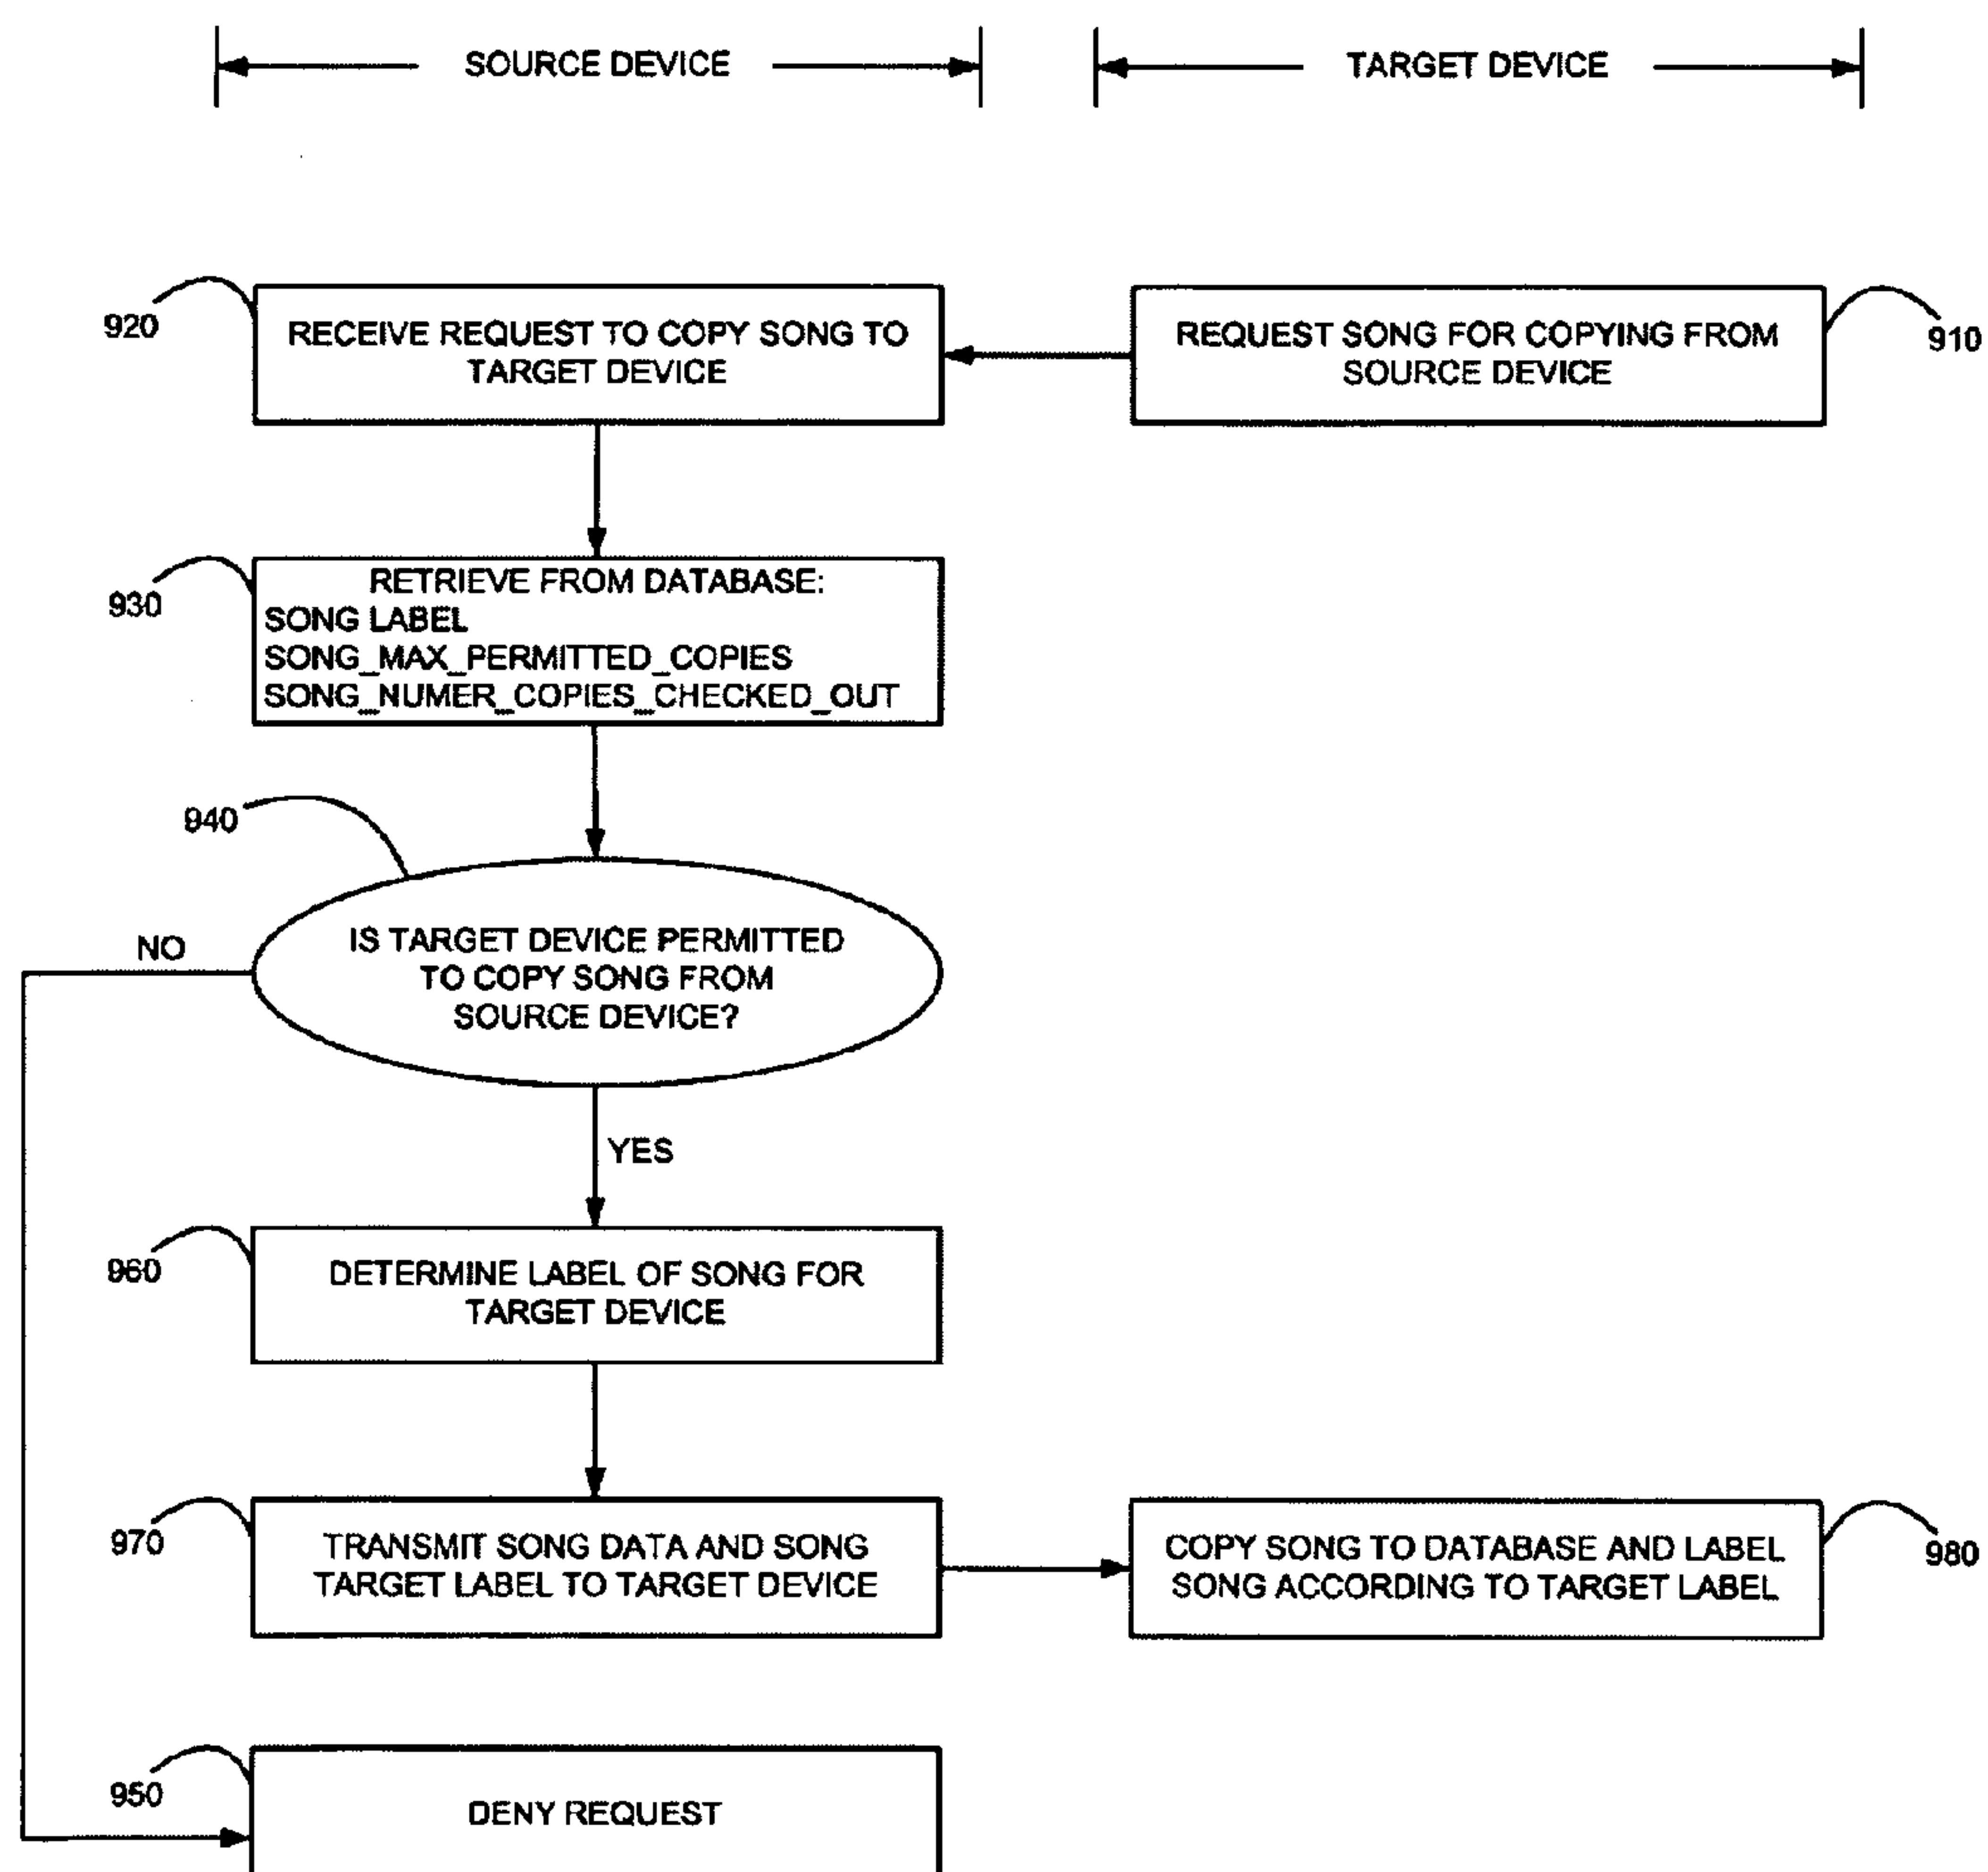 SOURCE DEVICE
TARGET DEVICE
920
RECEIVE REQUEST TO COPY SONG TO
TARGET DEVICE
REQUEST SONG FOR COPYING FROM
SOURCE DEVICE
910
930
RETRIEVE FROM DATABASE:
SONG LABEL
SONG_MAX_PERMITTED_COPIES
SONG_NUMER_COPIES_CHECKED_OUT
940
NO
IS TARGET DEVICE PERMITTED
TO COPY SONG FROM
SOURCE DEVICE?
YES
960
DETERMINE LABEL OF SONG FOR
TARGET DEVICE
970
TRANSMIT SONG DATA AND SONG
TARGET LABEL TO TARGET DEVICE
COPY SONG TO DATABASE AND LABEL
SONG ACCORDING TO TARGET LABEL
980
950
DENY REQUEST